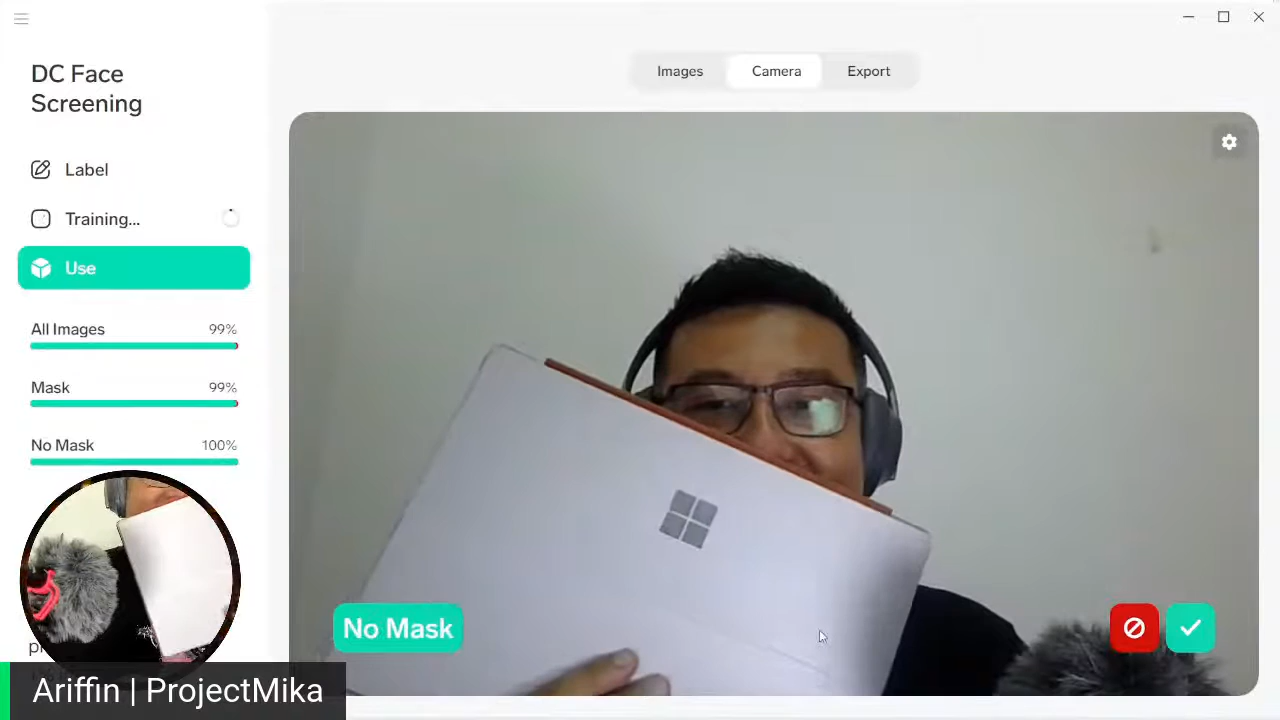 DC Face
Screening
Images
Camera
Export
Label
Training...
Use
All Images 99%
Mask 99%
No Mask 100%
No Mask
Ariffin | ProjectMika